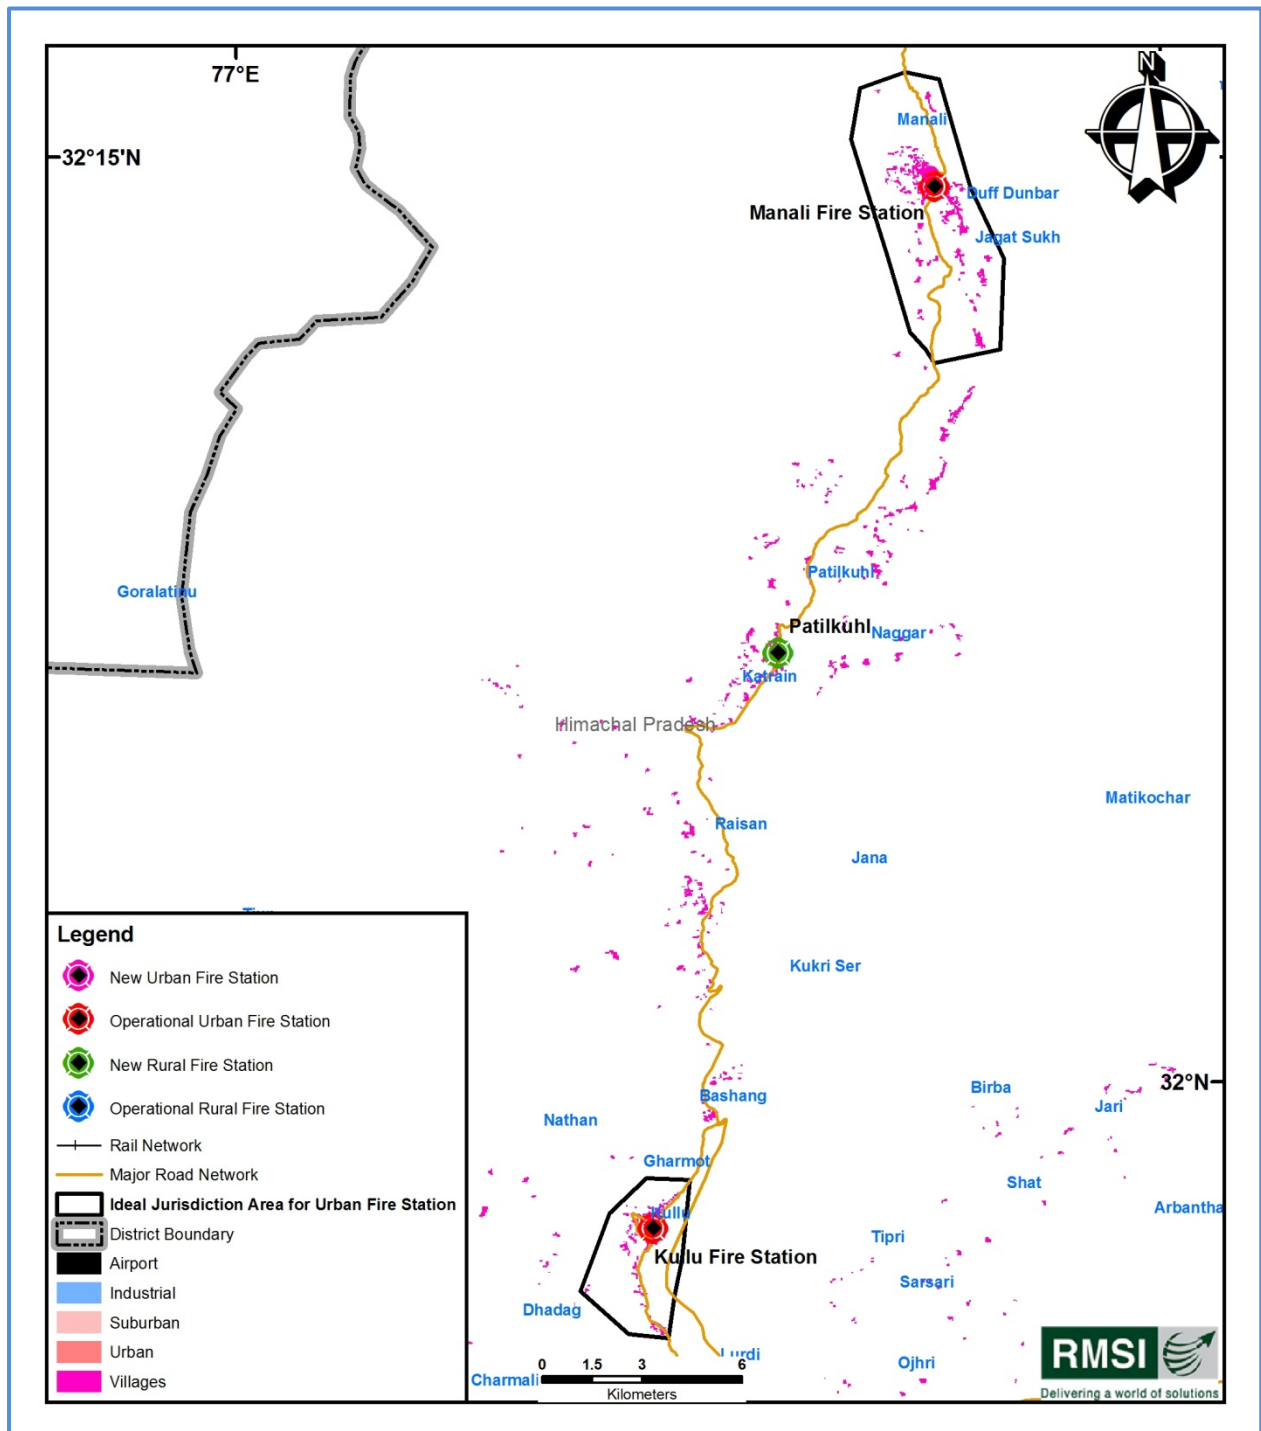 77°E
N
32°15'N
Manali
Duff Dunbar
Manali Fire Station
Jagat Sukh
Patilkuhl
Goralatinu
Patilkuhl
Naggar
Katrain
Himachal Pradesh
Matikochar
Raisan
Jana
Kukri Ser
32°N
Birba
Bashang
Jari
Nathan
Gharmot
Shat
Arbantha
Kullu
Tipri
Kullu Fire Station
Sarsari
Dhadag
Lurdi
Ojhri
Charmali
Legend
New Urban Fire Station
Operational Urban Fire Station
New Rural Fire Station
Operational Rural Fire Station
Rail Network
Major Road Network
Ideal Jurisdiction Area for Urban Fire Station
District Boundary
Airport
Industrial
Suburban
Urban
Villages
0 1.5 3 6
Kilometers
RMSI
Delivering a world of solutions